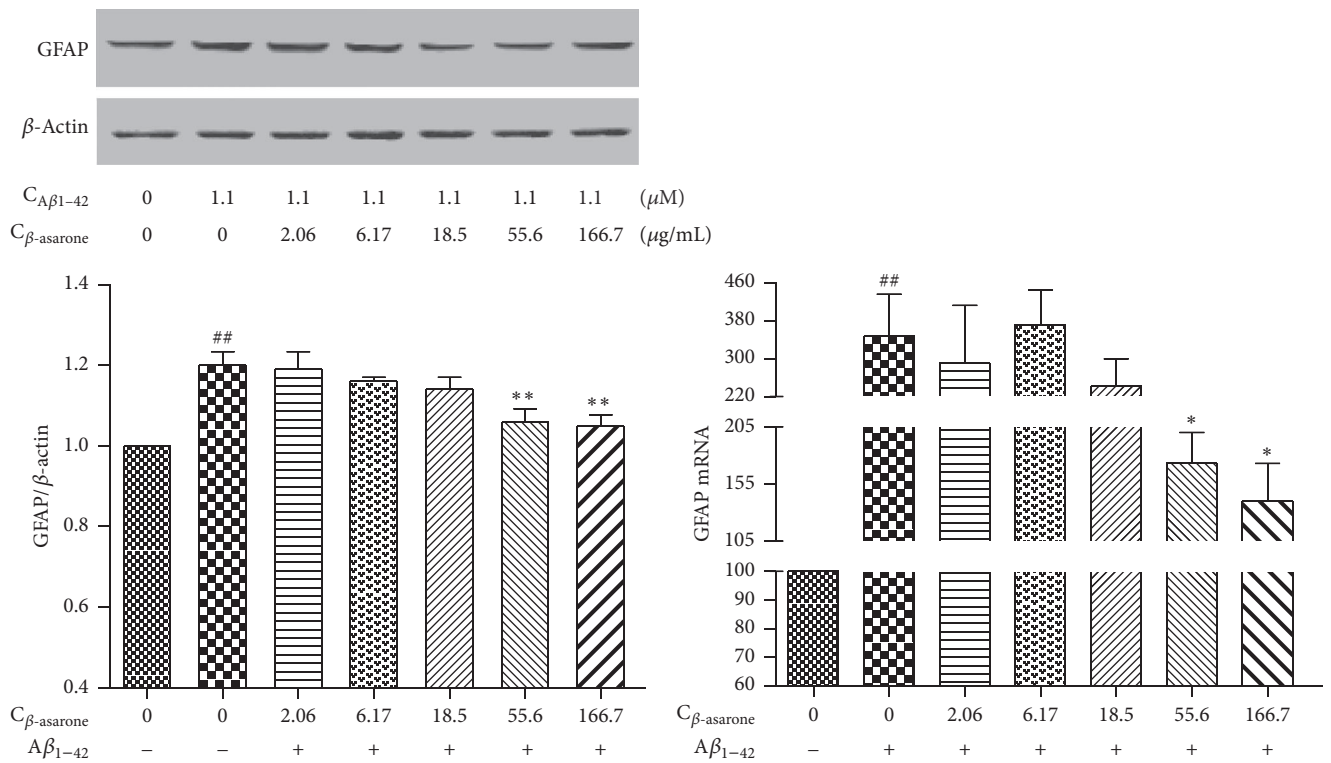 GFAP
β-Actin
C Aβ1−42 0 1.1 1.1 1.1 1.1 1.1 1.1 (μM)
C β-asarone 0 0 2.06 6.17 18.5 55.6 166.7 (μg/mL)
1.4
1.2
1.0
0.8
0.6
0.4
GFAP/β-actin
##
**
**
C β-asarone 0 0 2.06 6.17 18.5 55.6 166.7
Aβ1−42 − − + + + + +
460
380
300
220
205
155
105
100
90
80
70
60
GFAP mRNA
##
*
*
C β-asarone 0 0 2.06 6.17 18.5 55.6 166.7
Aβ1−42 − + + + + + +